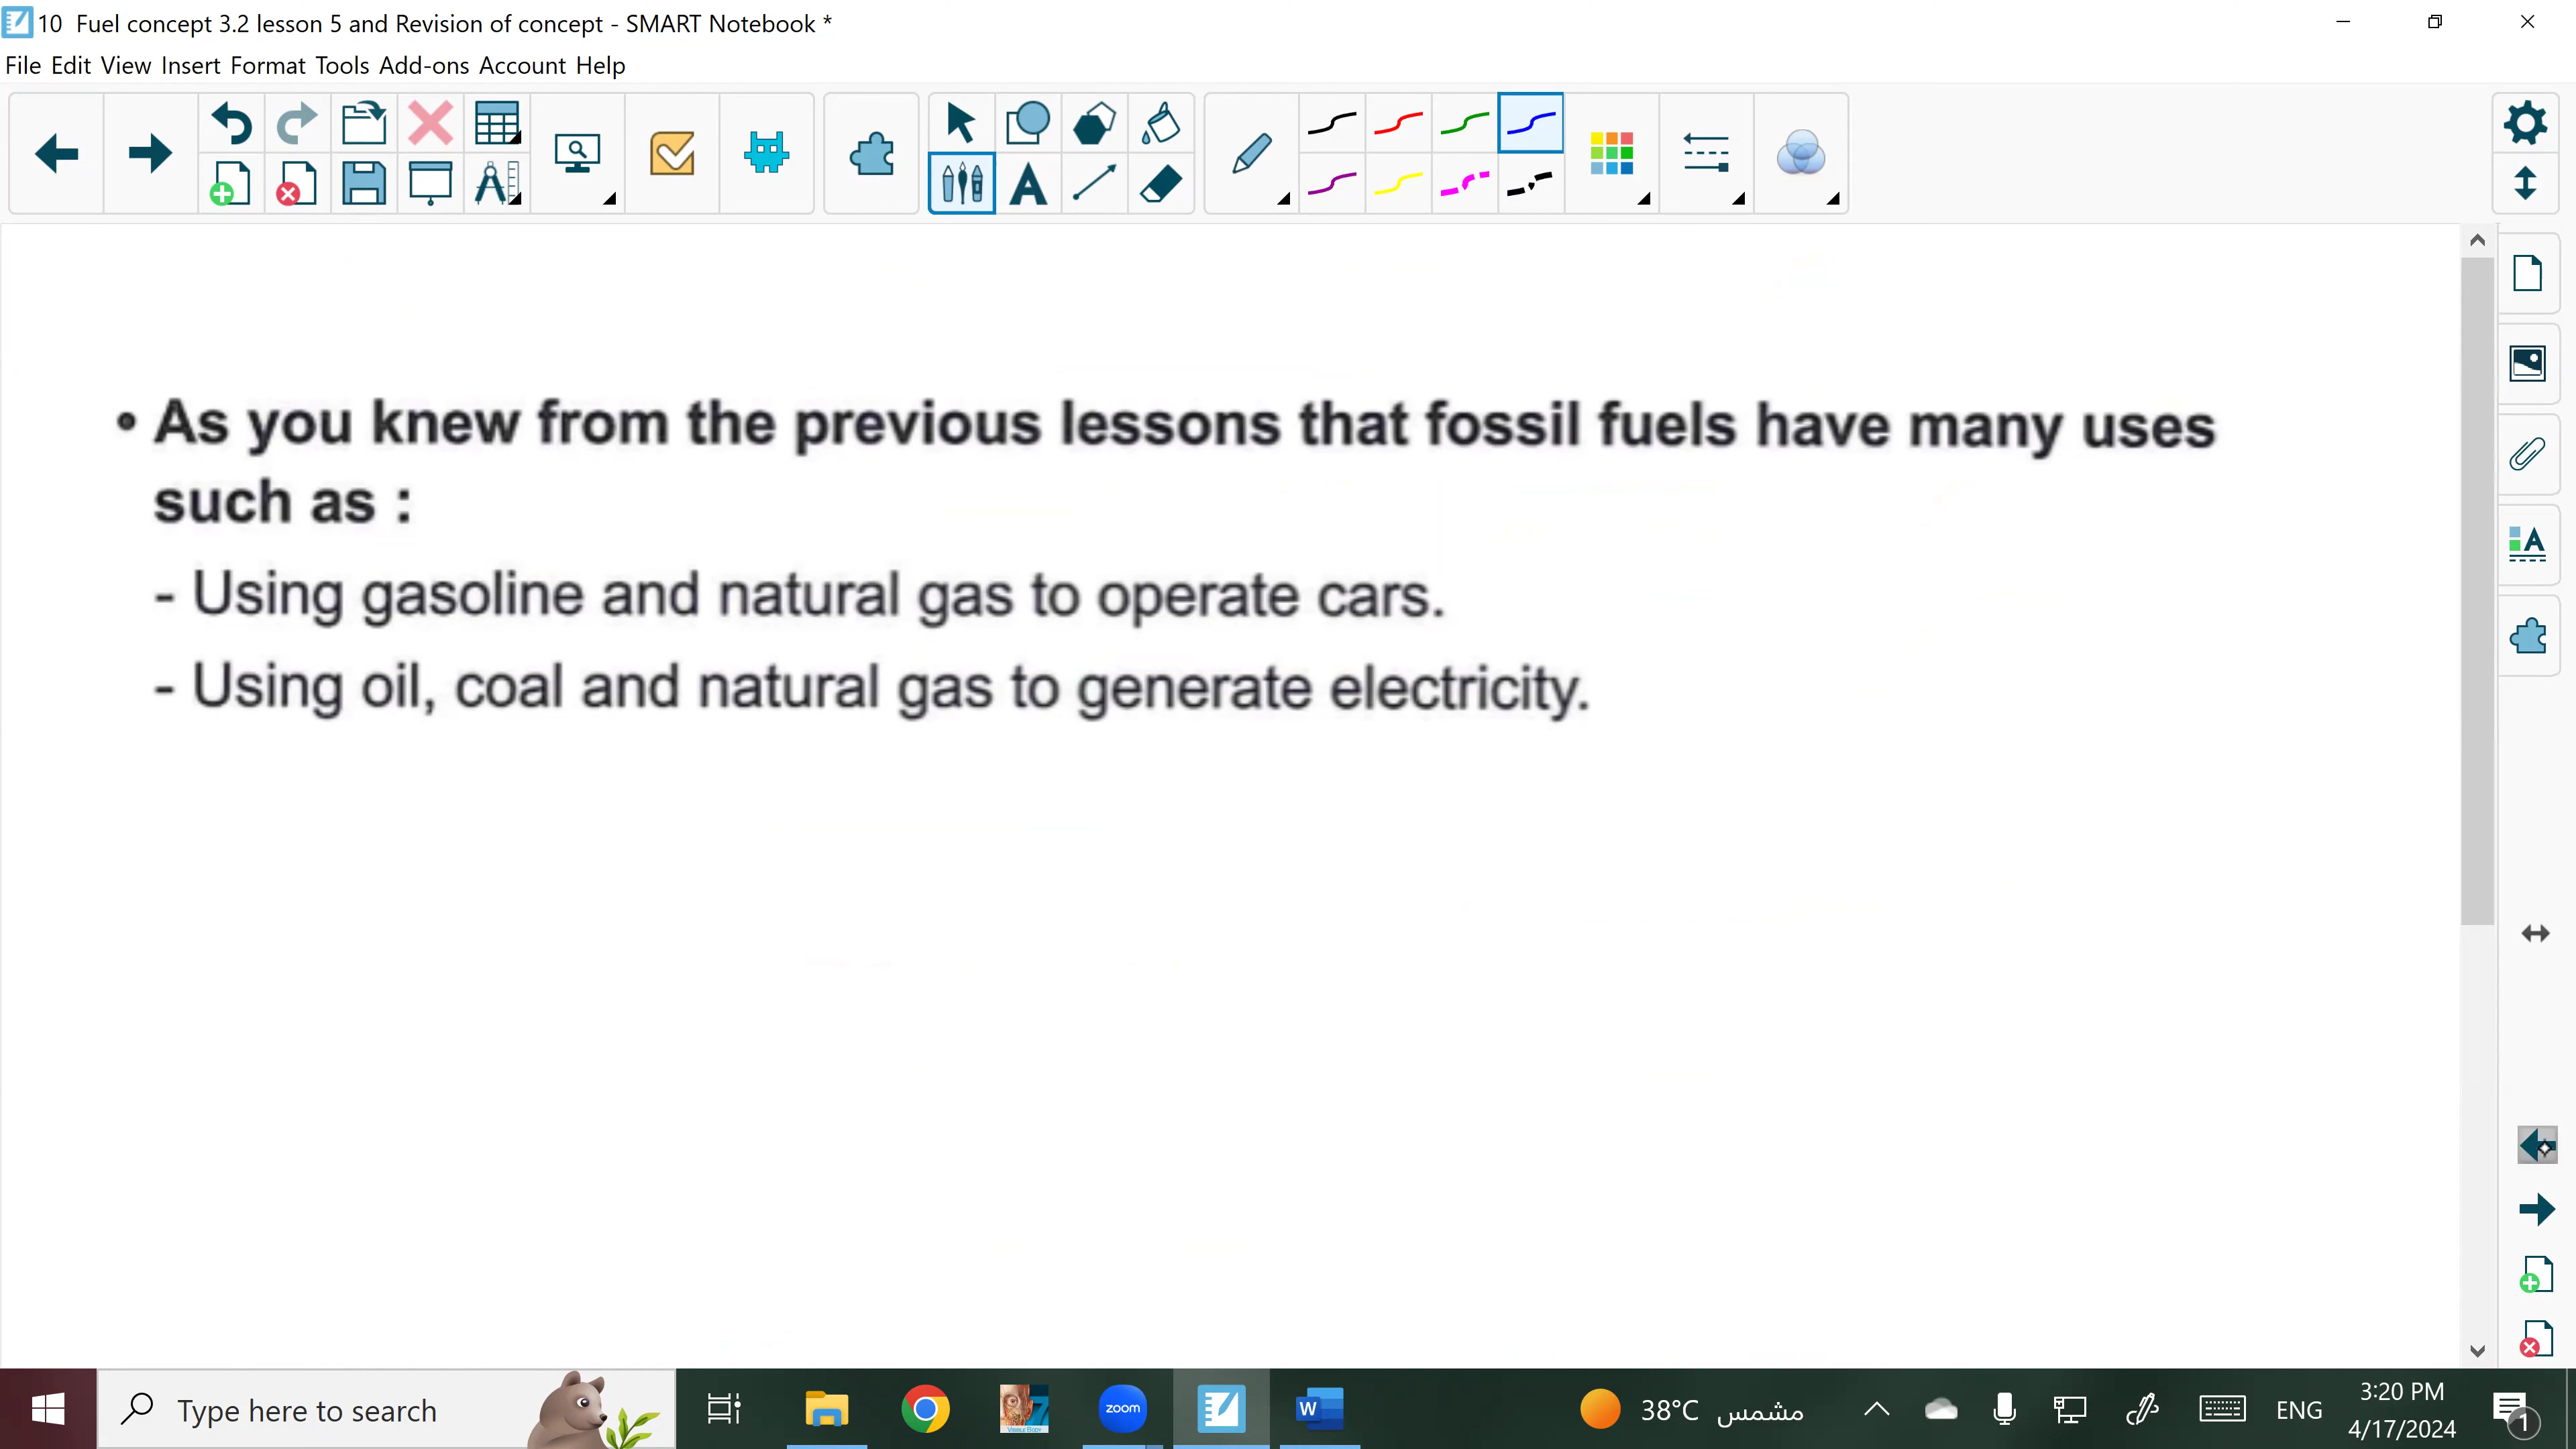 10 Fuel concept 3.2 lesson 5 and Revision of concept - SMART Notebook *
File Edit View Insert Format Tools Add-ons Account Help
• As you knew from the previous lessons that fossil fuels have many uses
such as :
- Using gasoline and natural gas to operate cars.
- Using oil, coal and natural gas to generate electricity.
Type here to search
zoom
W
38°C مشمس
ENG
3:20 PM
4/17/2024
1